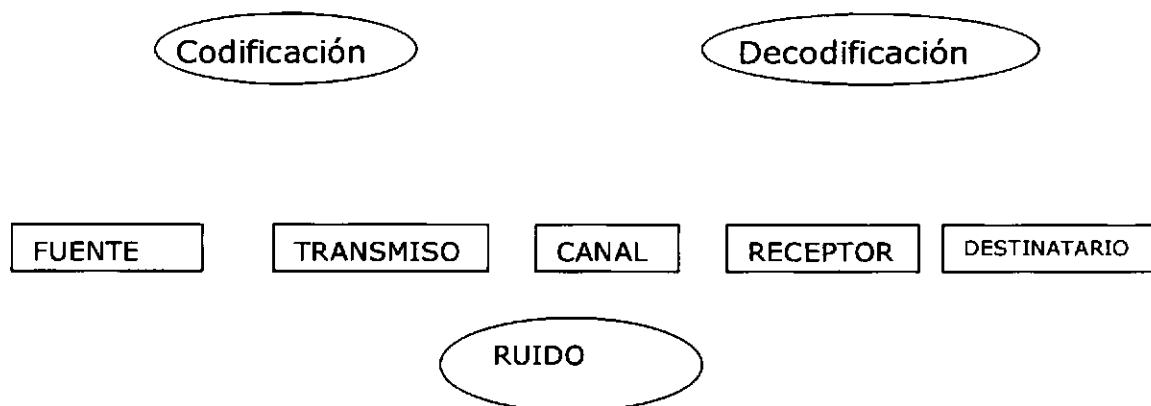 Codificación Decodificación
FUENTE TRANSMISO CANAL RECEPTOR DESTINATARIO
RUIDO